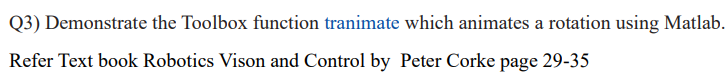 Q3) Demonstrate the Toolbox function tranimate which animates a rotation using Matlab.
Refer Text book Robotics Vison and Control by Peter Corke page 29-35